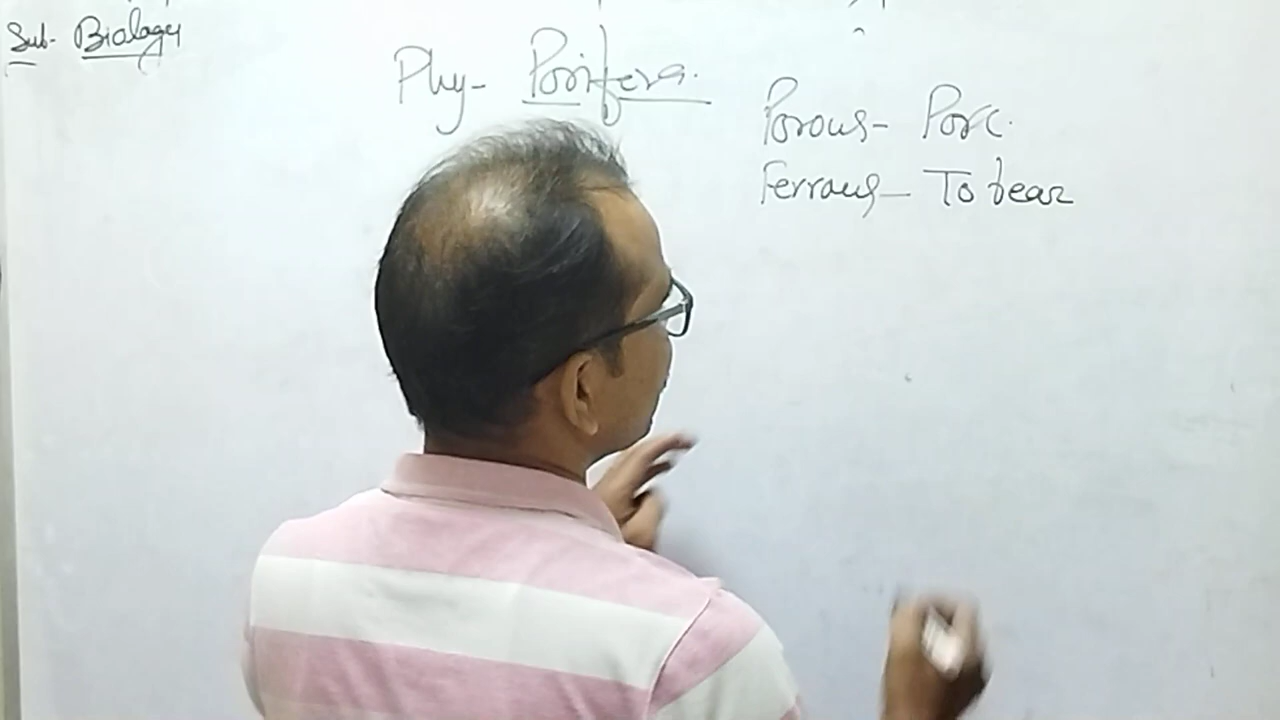 Sub- Biology
Phy- Porifera.
Porous- Pore.
Ferrous- To bear